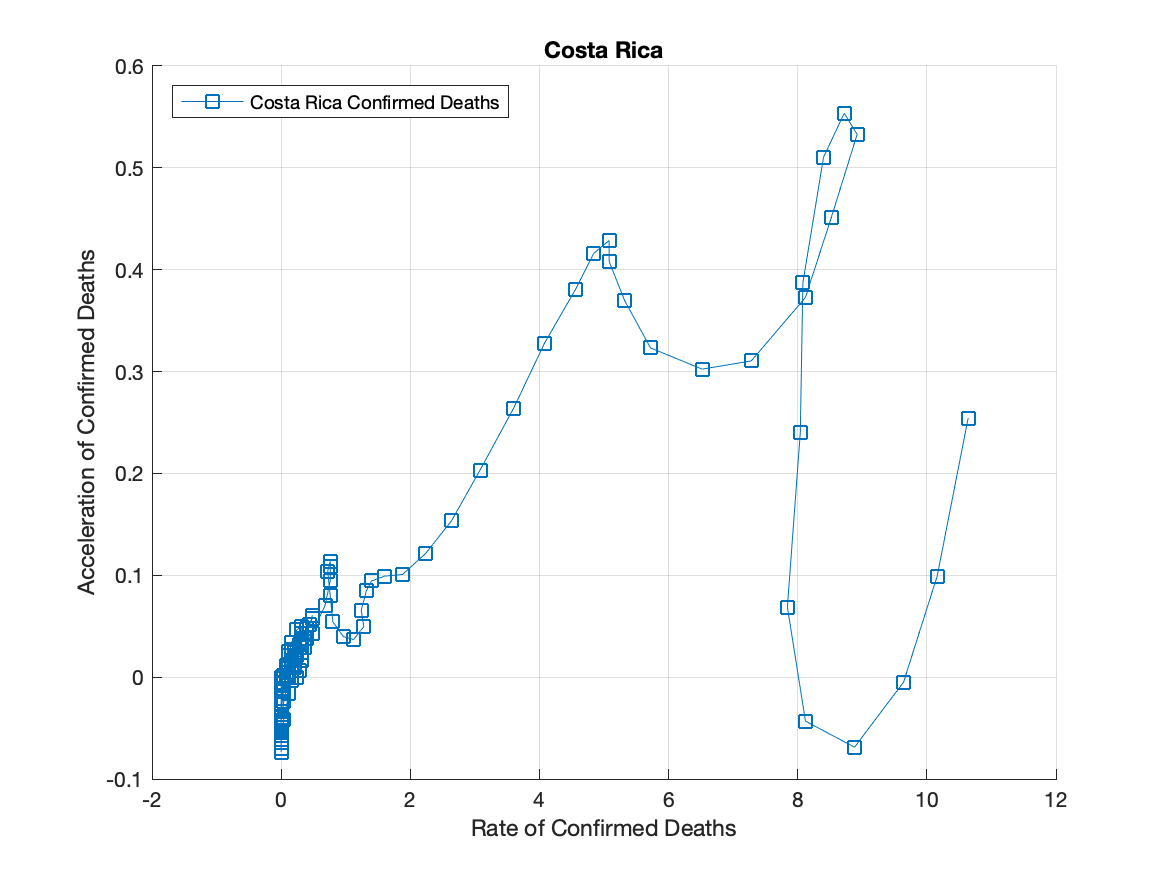 Costa Rica
0.6
Costa Rica Confirmed Deaths
0.5
0.4
0.3
0.2
0.1
0
-0.1
Acceleration of Confirmed Deaths
-2 0 2 4 6 8 10 12
Rate of Confirmed Deaths